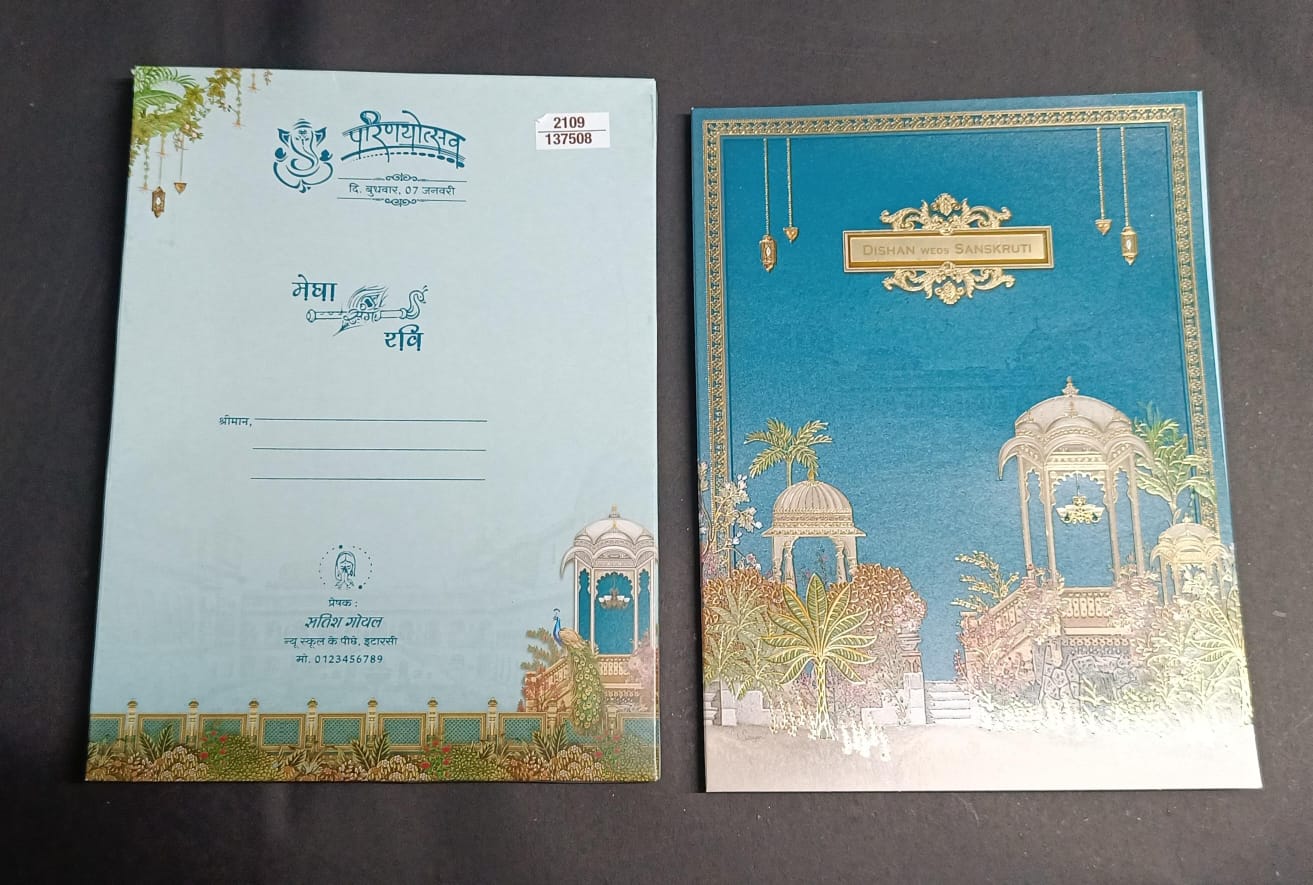 परिणयोत्सव
दि. बुधवार, 07 जनवरी
2109
137508
मेघा
संग
रवि
श्रीमान,
प्रेषक :
सतिश गोयल
न्यू स्कूल के पीछे, इटारसी
मो. 0123456789
DISHAN WEDS SANSKRUTI